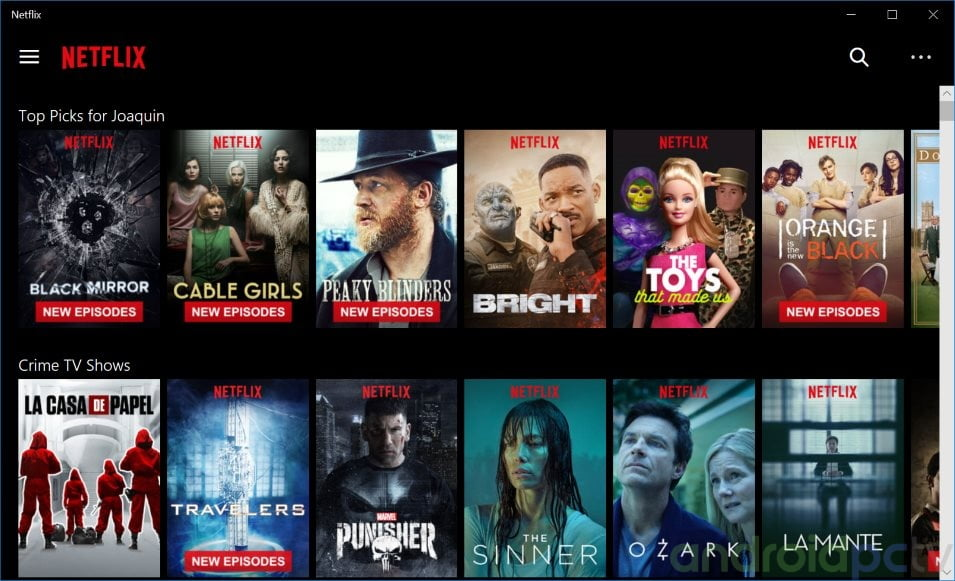 Netflix
NETFLIX
Top Picks for Joaquin
NETFLIX
BLACK MIRROR
NEW EPISODES
NETFLIX
CABLE GIRLS
NEW EPISODES
PEAKY BLINDERS
NEW EPISODES
NETFLIX
BRIGHT
NETFLIX
THE
TOYS
that made us
NETFLIX
ORANGE
is the
new
BLACK
NEW EPISODES
Do
Crime TV Shows
LA CASA DE PAPEL
NETFLIX
TRAVELERS
NEW EPISODES
NETFLIX
MARVEL
PUNISHER
NETFLIX
THE
SINNER
NETFLIX
OZARK
NETFLIX
LA MANTE
N
androidpctv